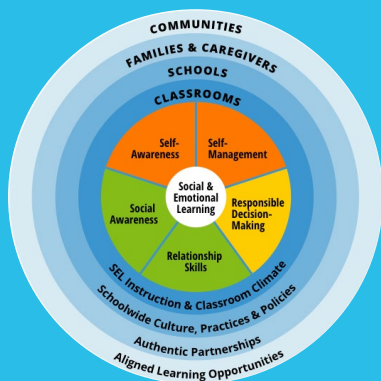 COMMUNITIES
FAMILIES & CAREGIVERS
SCHOOLS
CLASSROOMS
Self-
Awareness
Self-
Management
Social &
Emotional
Learning
Social
Awareness
Responsible
Decision-
Making
Relationship
Skills
SEL Instruction & Classroom Climate
Schoolwide Culture, Practices & Policies
Authentic Partnerships
Aligned Learning Opportunities